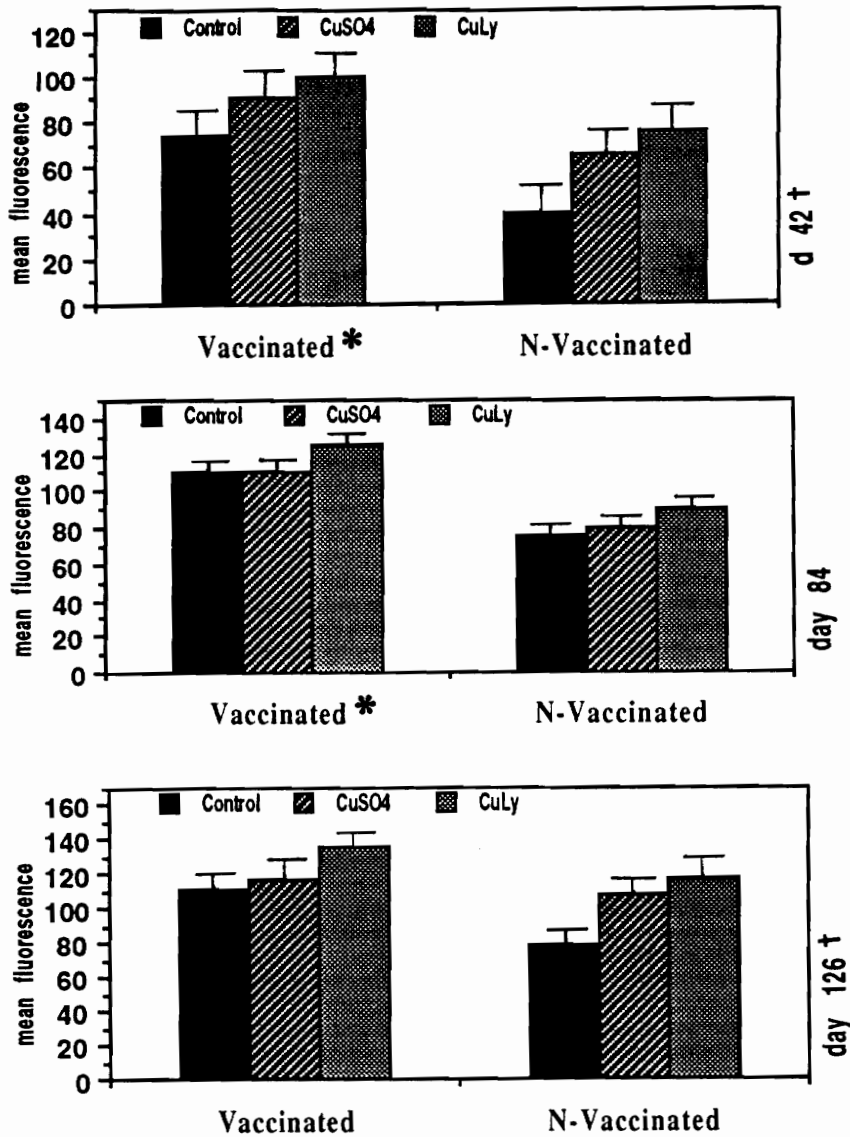 Control CuSO4 CuLy
mean fluorescence
120
100
80
60
40
20
0
Vaccinated * N-Vaccinated
d 42 †
Control CuSO4 CuLy
mean fluorescence
140
120
100
80
60
40
20
0
Vaccinated * N-Vaccinated
day 84
Control CuSO4 CuLy
mean fluorescence
160
140
120
100
80
60
40
20
0
Vaccinated N-Vaccinated
day 126 †